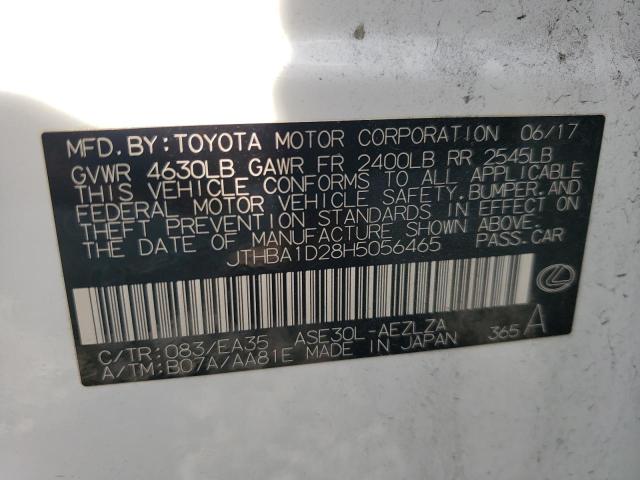 MFD. BY: TOYOTA MOTOR CORPORATION 06/17
GVWR 4630LB GAWR FR 2400LB RR 2545LB
THIS VEHICLE CONFORMS TO ALL APPLICABLE
FEDERAL MOTOR VEHICLE SAFETY, BUMPER, AND
THEFT PREVENTION STANDARDS IN EFFECT ON
THE DATE OF MANUFACTURE SHOWN ABOVE.
JTHBA1D28H5056465 PASS. CAR
C/TR: 083/EA35 ASE30L-AEZLZA 365 A
A/TM: B07A/AA81E MADE IN JAPAN